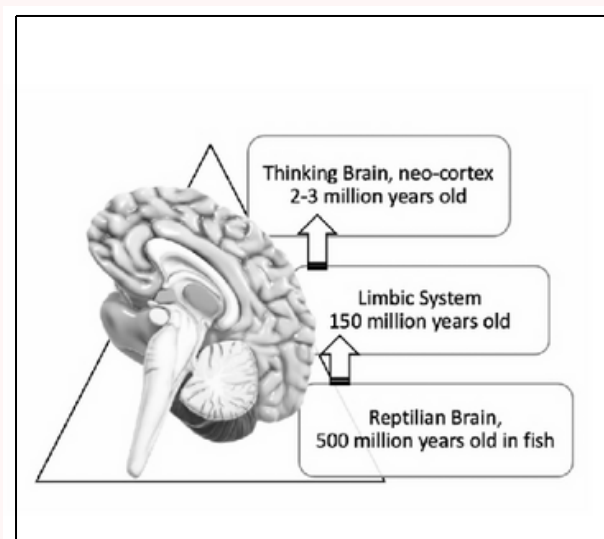 Thinking Brain, neo-cortex
2-3 million years old
Limbic System
150 million years old
Reptilian Brain,
500 million years old in fish